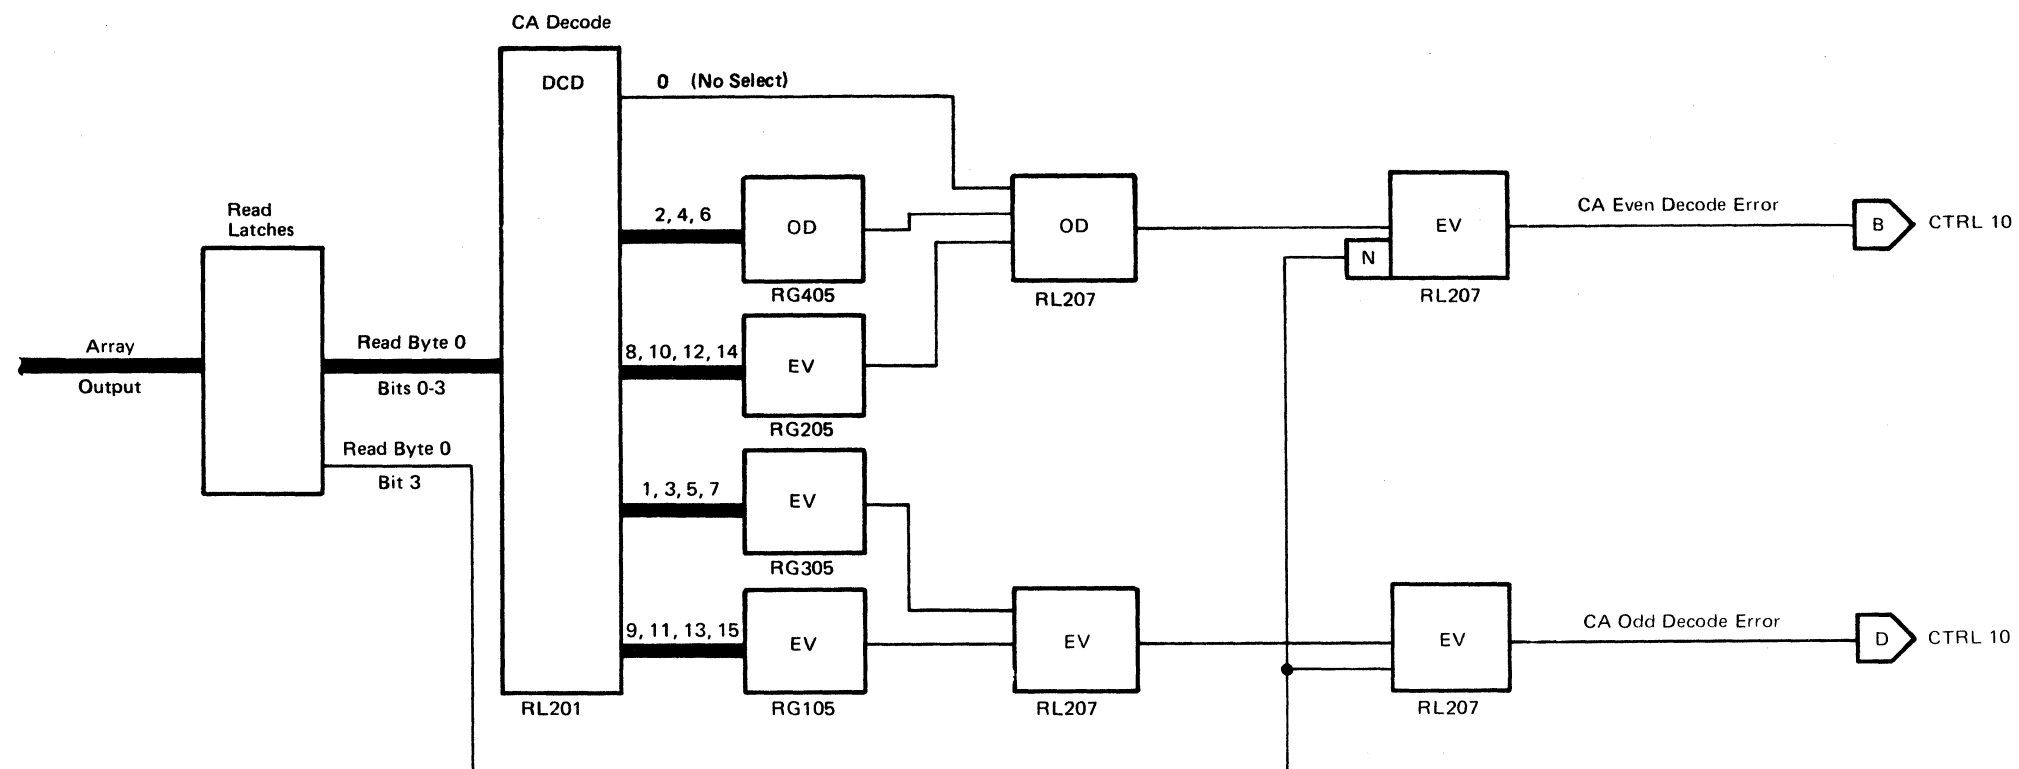 CA Decode
DCD
0 (No Select)
2, 4, 6
OD
RG405
OD
RL207
EV
N
RL207
CA Even Decode Error
B
CTRL 10
Read
Latches
Array
Output
Read Byte 0
Bits 0-3
8, 10, 12, 14
EV
RG205
Read Byte 0
Bit 3
1, 3, 5, 7
EV
RG305
9, 11, 13, 15
EV
RG105
RL201
EV
RL207
EV
RL207
CA Odd Decode Error
D
CTRL 10